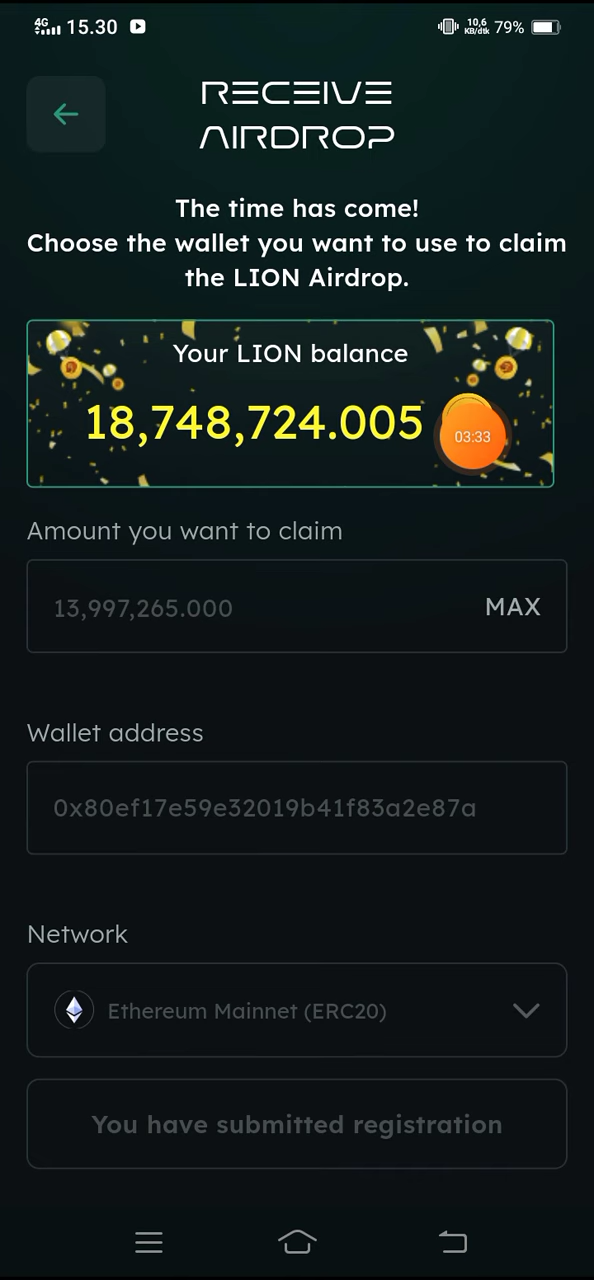 4G 15.30 10,6 KB/dtk 79%
RECEIVE
AIRDROP
The time has come!
Choose the wallet you want to use to claim
the LION Airdrop.
Your LION balance
18,748,724.005
03:33
Amount you want to claim
13,997,265.000 MAX
Wallet address
0x80ef17e59e32019b41f83a2e87a
Network
Ethereum Mainnet (ERC20)
You have submitted registration